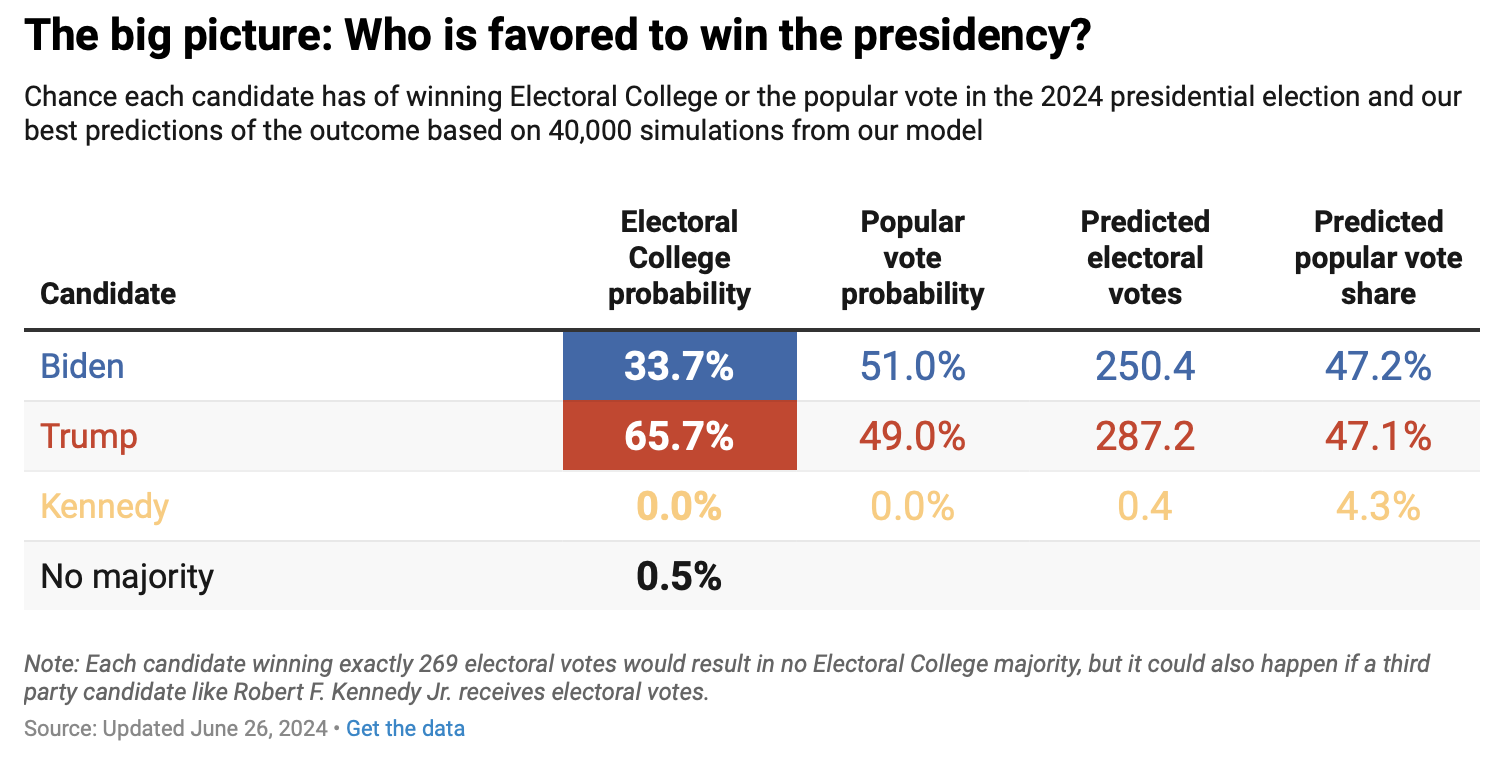 The big picture: Who is favored to win the presidency?
Chance each candidate has of winning Electoral College or the popular vote in the 2024 presidential election and our
best predictions of the outcome based on 40,000 simulations from our model
Candidate Electoral College probability Popular vote probability Predicted electoral votes Predicted popular vote share
Biden 33.7% 51.0% 250.4 47.2%
Trump 65.7% 49.0% 287.2 47.1%
Kennedy 0.0% 0.0% 0.4 4.3%
No majority 0.5%
Note: Each candidate winning exactly 269 electoral votes would result in no Electoral College majority, but it could also happen if a third
party candidate like Robert F. Kennedy Jr. receives electoral votes.
Source: Updated June 26, 2024 • Get the data